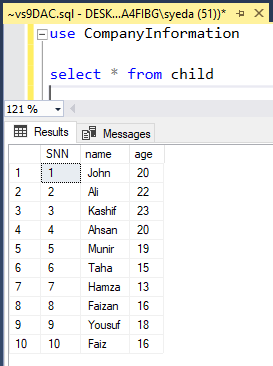 ~vs9DAC.sql - DESK...A4FIBG\syeda (51))*
use CompanyInformation
select * from child
121 %
Results Messages
SNN name age
1 1 John 20
2 2 Ali 22
3 3 Kashif 23
4 4 Ahsan 20
5 5 Munir 19
6 6 Taha 15
7 7 Hamza 13
8 8 Faizan 16
9 9 Yousuf 18
10 10 Faiz 16